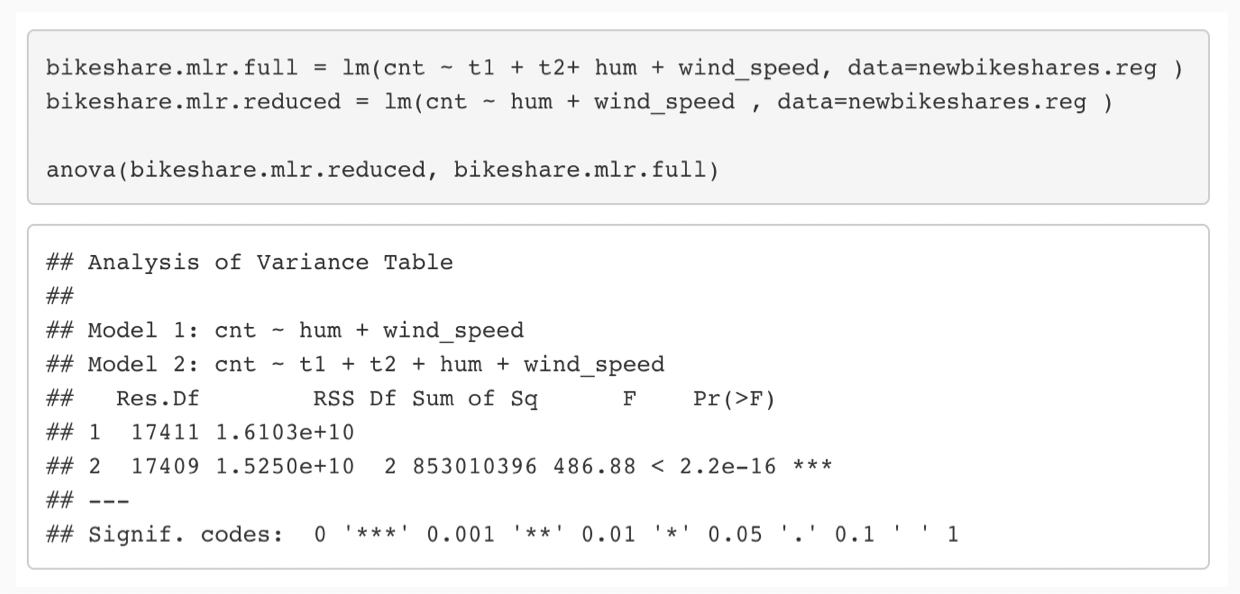 bikeshare.mlr.full = lm(cnt ~ t1 + t2+ hum + wind_speed, data=newbikeshares.reg )
bikeshare.mlr.reduced = lm(cnt ~ hum + wind_speed , data=newbikeshares.reg )
anova(bikeshare.mlr.reduced, bikeshare.mlr.full)
## Analysis of Variance Table
##
## Model 1: cnt ~ hum + wind_speed
## Model 2: cnt ~ t1 + t2 + hum + wind_speed
##   Res.Df        RSS Df Sum of Sq      F    Pr(>F)
## 1  17411 1.6103e+10
## 2  17409 1.5250e+10  2 853010396 486.88 < 2.2e-16 ***
## ---
## Signif. codes:  0 '***' 0.001 '**' 0.01 '*' 0.05 '.' 0.1 ' ' 1